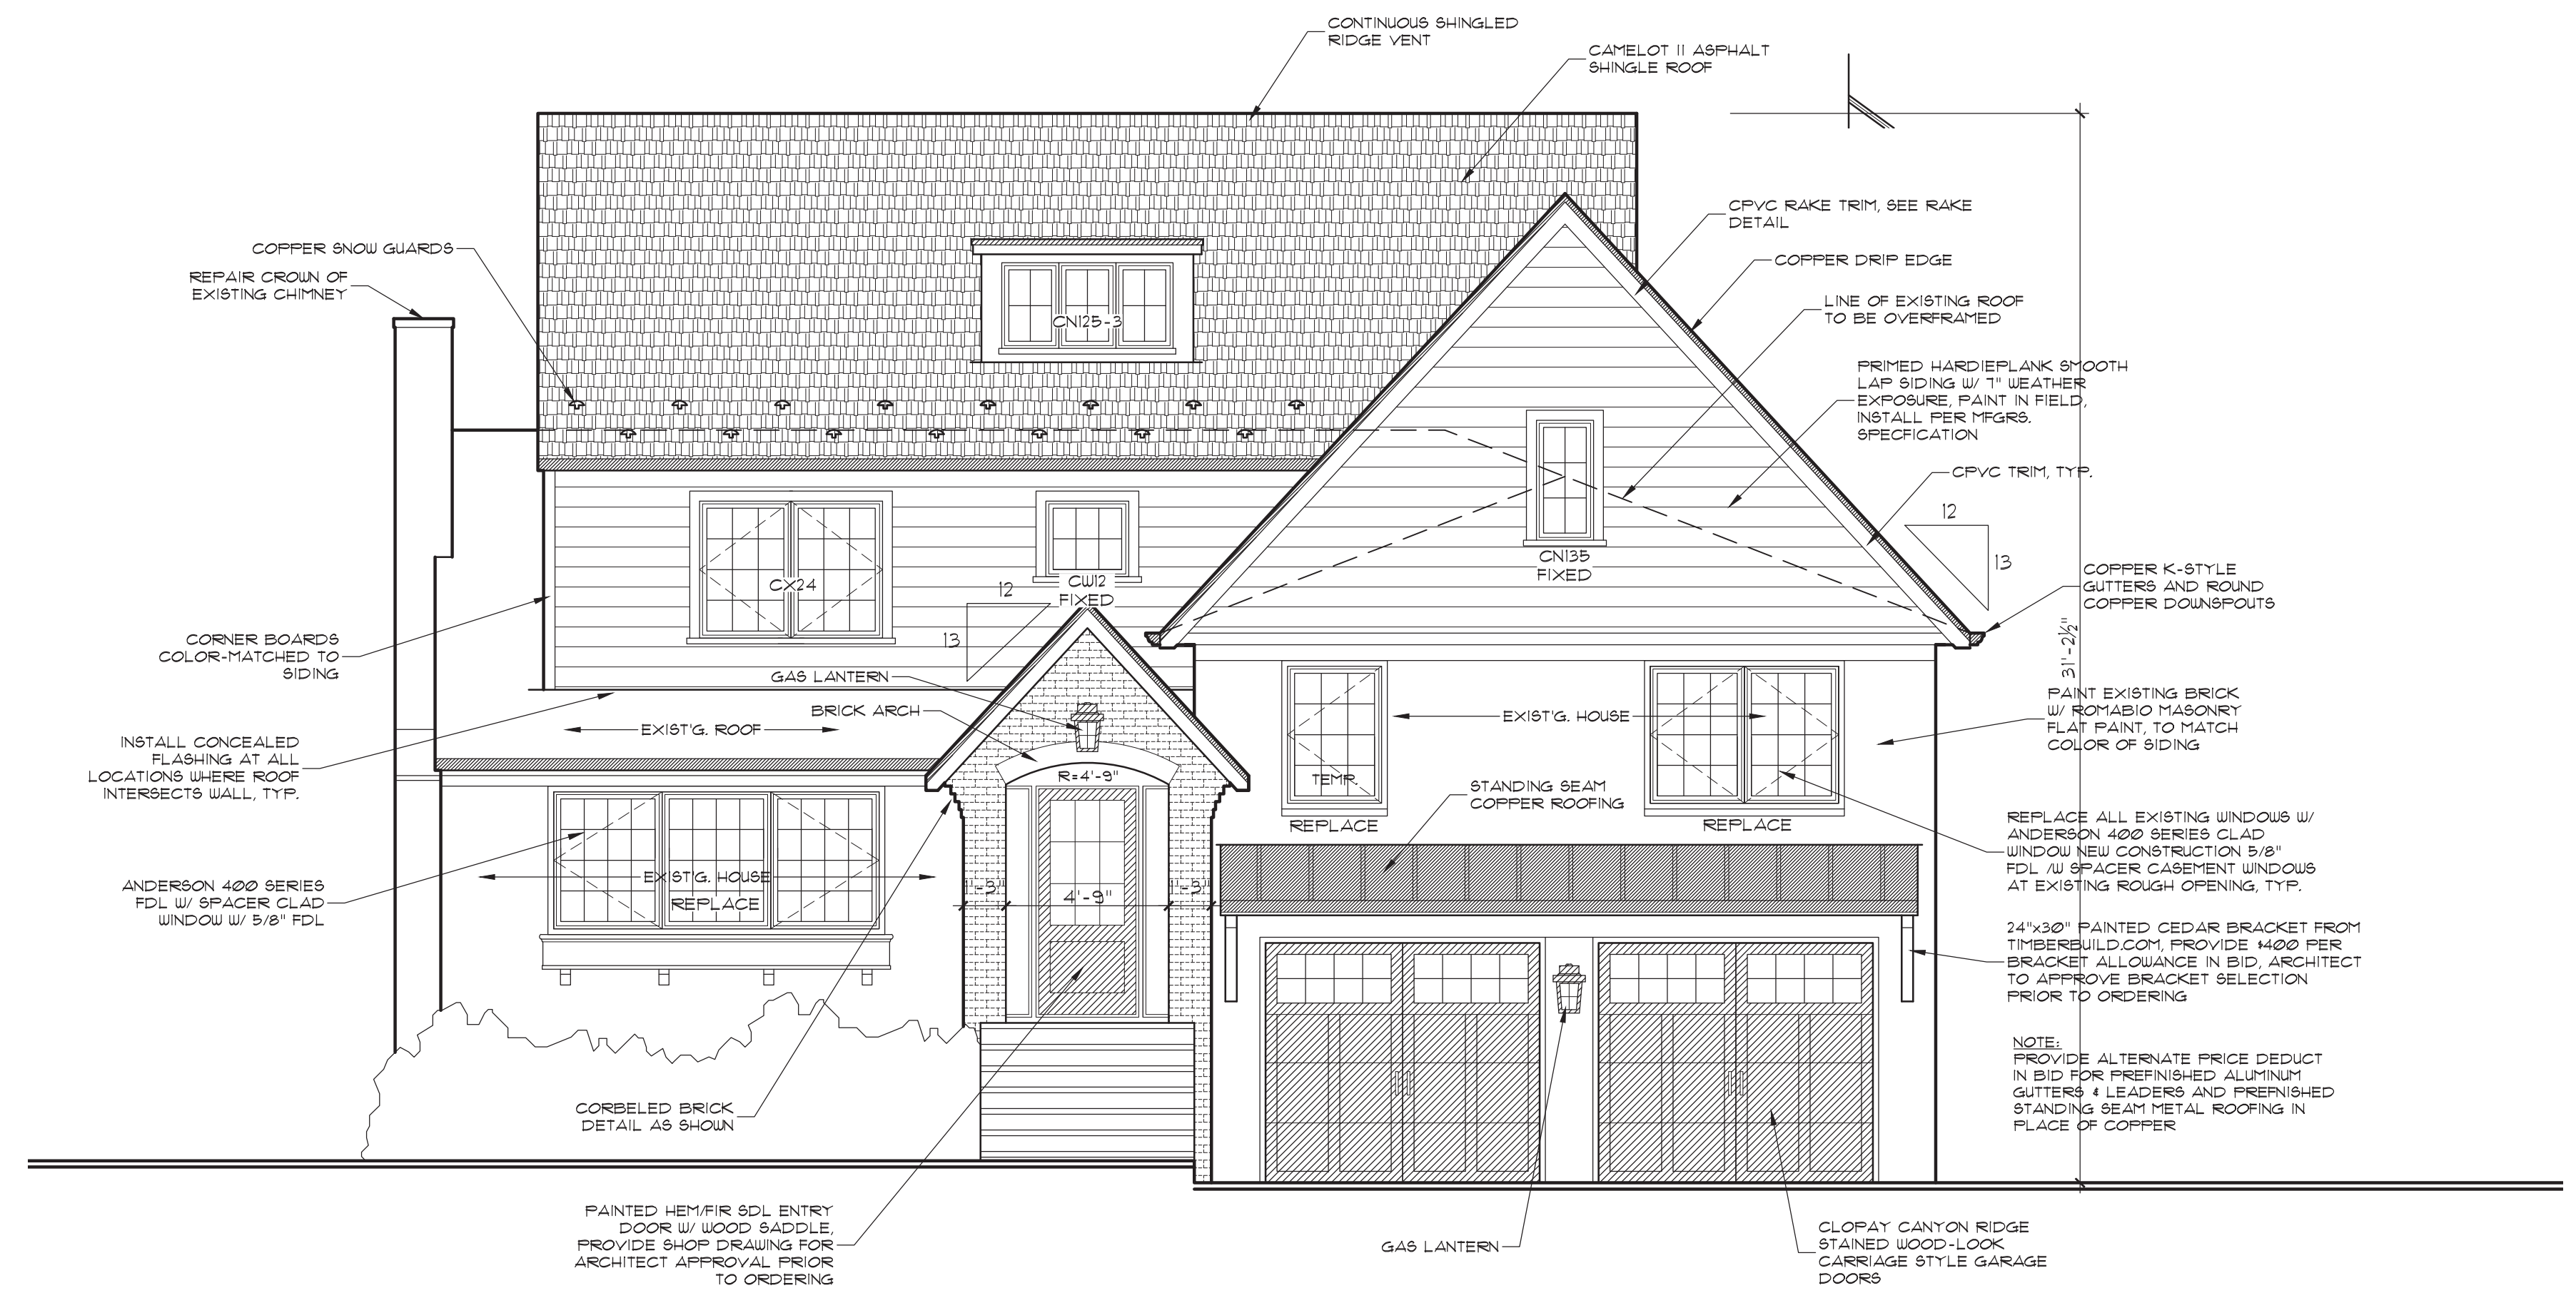 CONTINUOUS SHINGLED
RIDGE VENT
CAMELOT II ASPHALT
SHINGLE ROOF
CPVC RAKE TRIM, SEE RAKE
DETAIL
COPPER SNOW GUARDS
COPPER DRIP EDGE
REPAIR CROWN OF
EXISTING CHIMNEY
LINE OF EXISTING ROOF
TO BE OVERFRAMED
CN125-3
PRIMED HARDIEPLANK SMOOTH
LAP SIDING W/ 7" WEATHER
EXPOSURE, PAINT IN FIELD,
INSTALL PER MFGRS.
SPECFICATION
CPVC TRIM, TYP.
12
13
CN135
FIXED
COPPER K-STYLE
GUTTERS AND ROUND
COPPER DOWNSPOUTS
CX24
CW12
FIXED
12
13
31'-2½"
CORNER BOARDS
COLOR-MATCHED TO
SIDING
GAS LANTERN
BRICK ARCH
EXIST'G. ROOF
EXIST'G. HOUSE
PAINT EXISTING BRICK
W/ ROMABIO MASONRY
FLAT PAINT, TO MATCH
COLOR OF SIDING
INSTALL CONCEALED
FLASHING AT ALL
LOCATIONS WHERE ROOF
INTERSECTS WALL, TYP.
R=4'-9"
TEMP.
STANDING SEAM
COPPER ROOFING
REPLACE
REPLACE
REPLACE ALL EXISTING WINDOWS W/
ANDERSON 400 SERIES CLAD
WINDOW NEW CONSTRUCTION 5/8"
FDL /W SPACER CASEMENT WINDOWS
AT EXISTING ROUGH OPENING, TYP.
ANDERSON 400 SERIES
FDL W/ SPACER CLAD
WINDOW W/ 5/8" FDL
EXIST'G. HOUSE
REPLACE
1'-3"
4'-9"
1'-3"
24"x30" PAINTED CEDAR BRACKET FROM
TIMBERBUILD.COM, PROVIDE $400 PER
BRACKET ALLOWANCE IN BID, ARCHITECT
TO APPROVE BRACKET SELECTION
PRIOR TO ORDERING
NOTE:
PROVIDE ALTERNATE PRICE DEDUCT
IN BID FOR PREFINISHED ALUMINUM
GUTTERS & LEADERS AND PREFNISHED
STANDING SEAM METAL ROOFING IN
PLACE OF COPPER
CORBELED BRICK
DETAIL AS SHOWN
PAINTED HEM/FIR SDL ENTRY
DOOR W/ WOOD SADDLE,
PROVIDE SHOP DRAWING FOR
ARCHITECT APPROVAL PRIOR
TO ORDERING
GAS LANTERN
CLOPAY CANYON RIDGE
STAINED WOOD-LOOK
CARRIAGE STYLE GARAGE
DOORS